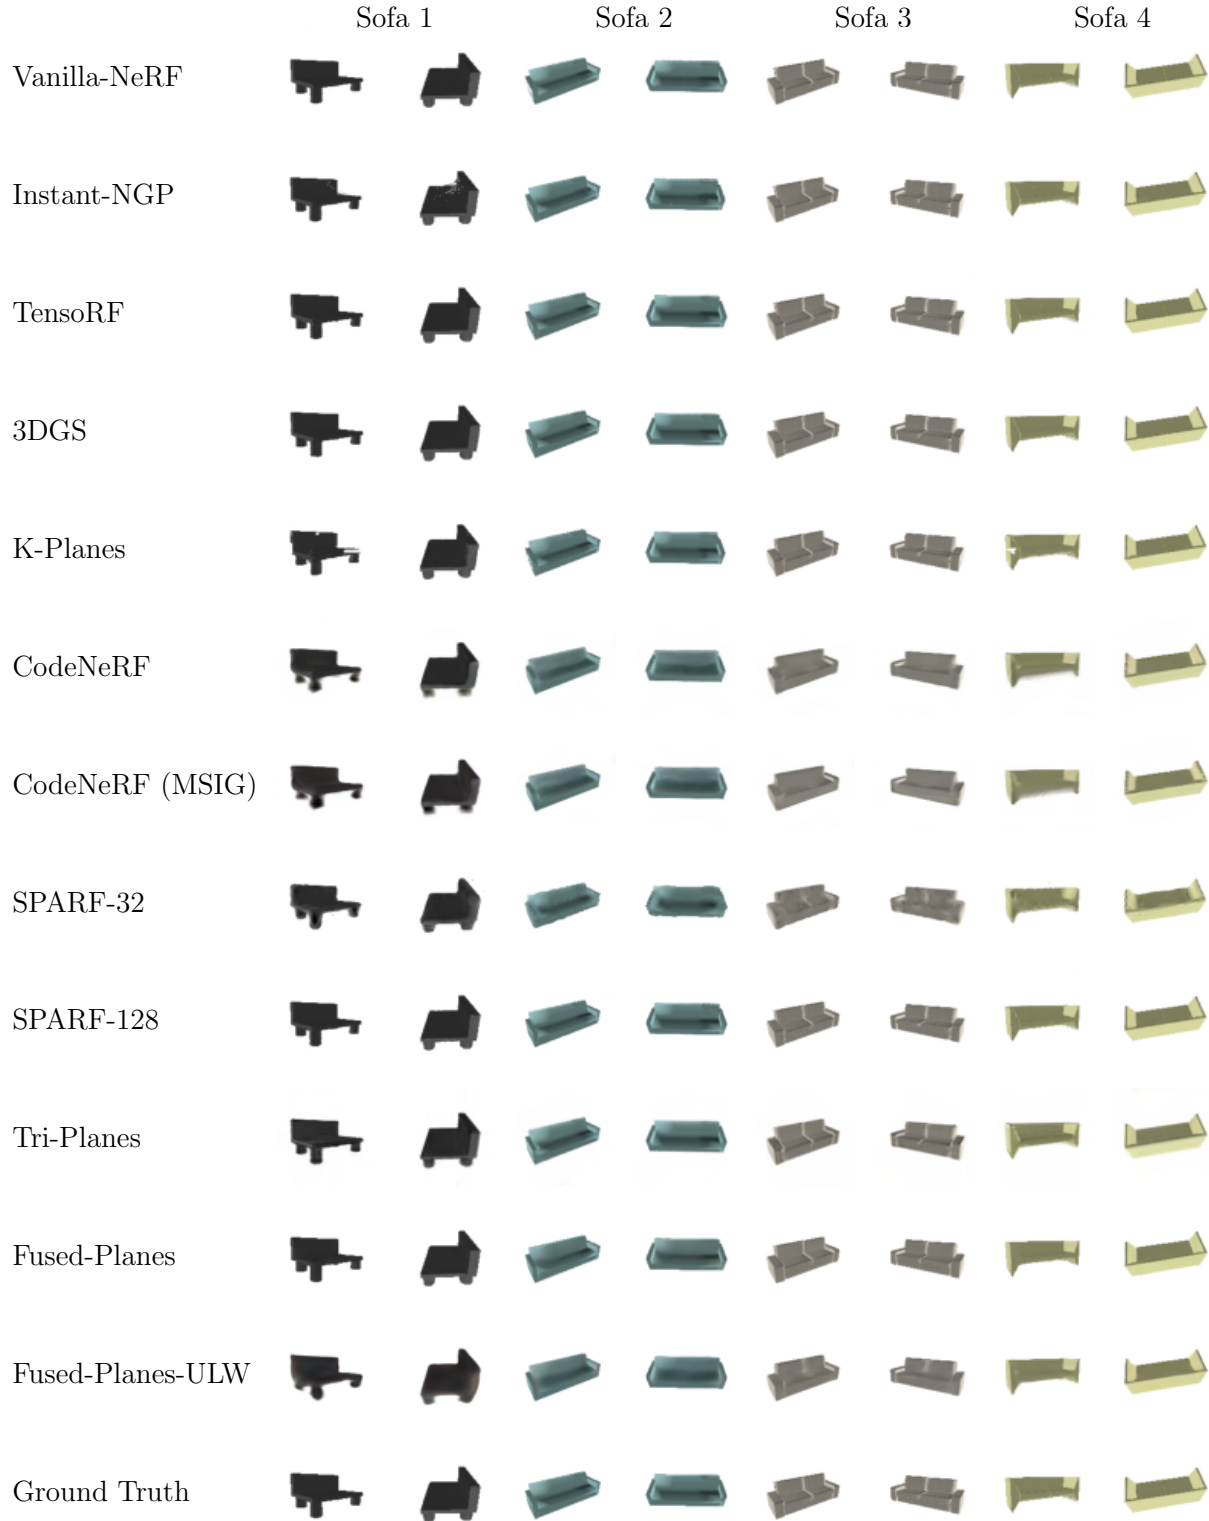 Sofa 1 Sofa 2 Sofa 3 Sofa 4
Vanilla-NeRF
Instant-NGP
TensoRF
3DGS
K-Planes
CodeNeRF
CodeNeRF (MSIG)
SPARF-32
SPARF-128
Tri-Planes
Fused-Planes
Fused-Planes-ULW
Ground Truth